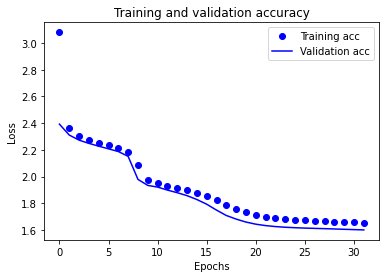 Training and validation accuracy
Training acc
Validation acc
Loss
3.0
2.8
2.6
2.4
2.2
2.0
1.8
1.6
0 5 10 15 20 25 30
Epochs